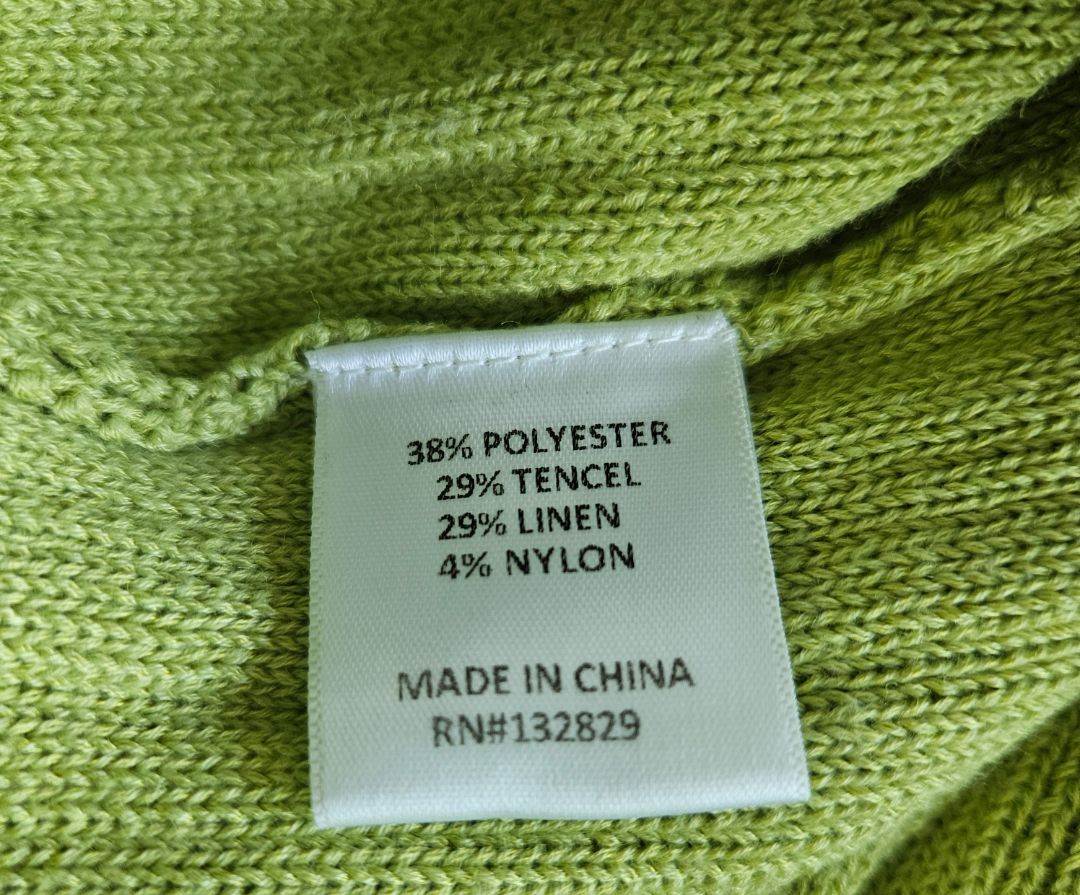 38% POLYESTER
29% TENCEL
29% LINEN
4% NYLON
MADE IN CHINA
RN#132829